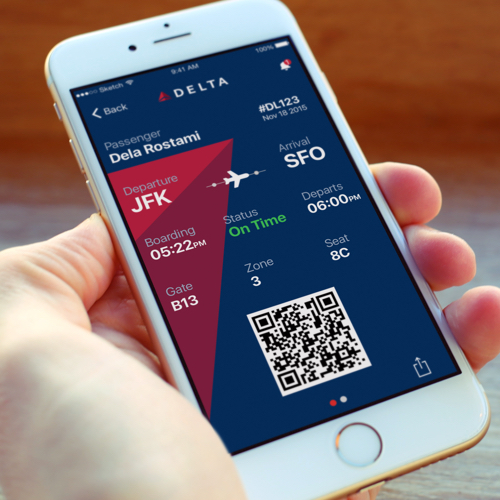 Sketch 9:41 AM 100%
Back
DELTA
#DL123
Nov 18 2015
Passenger
Dela Rostami
Departure
JFK
Arrival
SFO
Boarding
05:22PM
Status
On Time
Departs
06:00PM
Gate
B13
Zone
3
Seat
8C